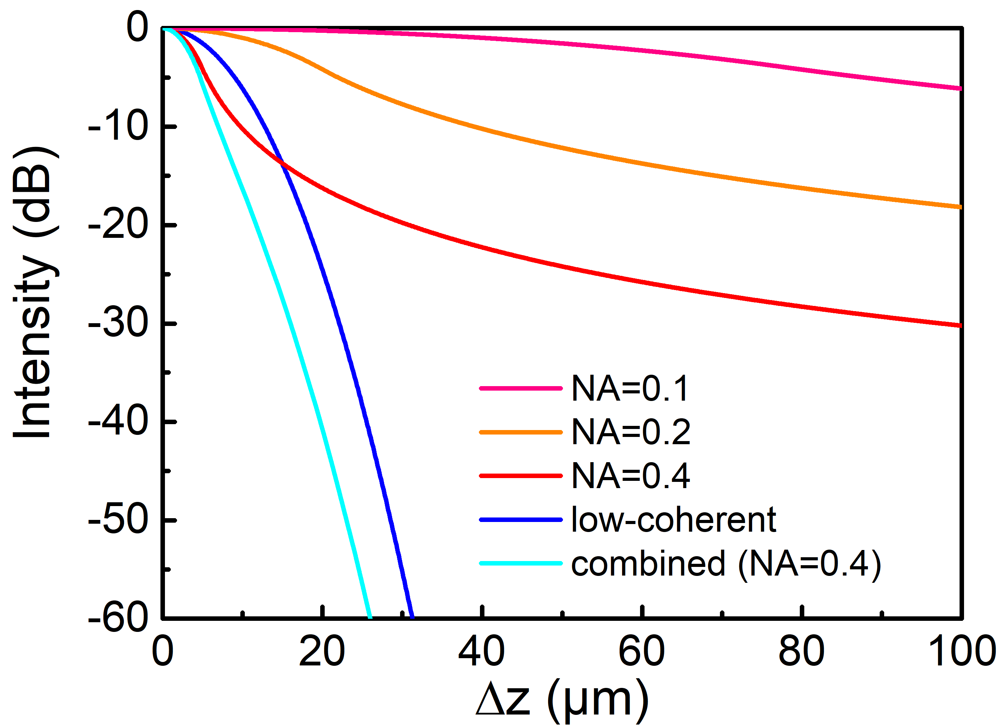 Intensity (dB)
0
-10
-20
-30
-40
-50
-60
NA=0.1
NA=0.2
NA=0.4
low-coherent
combined (NA=0.4)
0 20 40 60 80 100
Δz (μm)